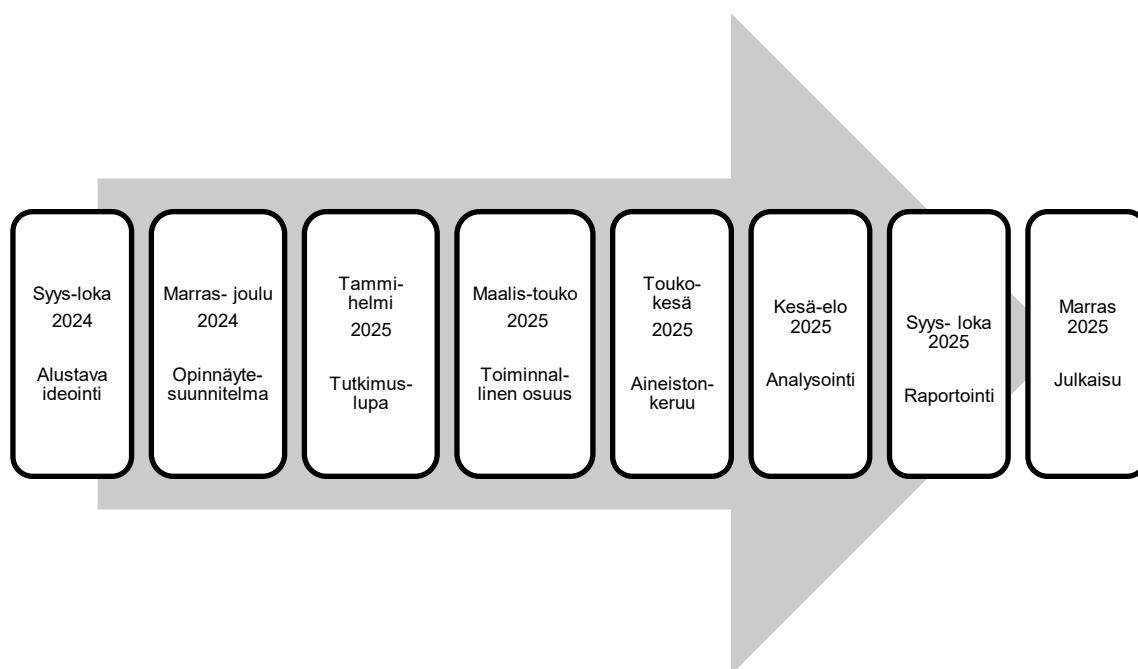 Syys-loka
2024
Alustava
ideointi
Marras- joulu
2024
Opinnäyte-
suunnitelma
Tammi-
helmi
2025
Tutkimus-
lupa
Maalis-touko
2025
Toiminnal-
linen osuus
Touko-
kesä
2025
Aineiston-
keruu
Kesä-elo
2025
Analysointi
Syys- loka
2025
Raportointi
Marras
2025
Julkaisu